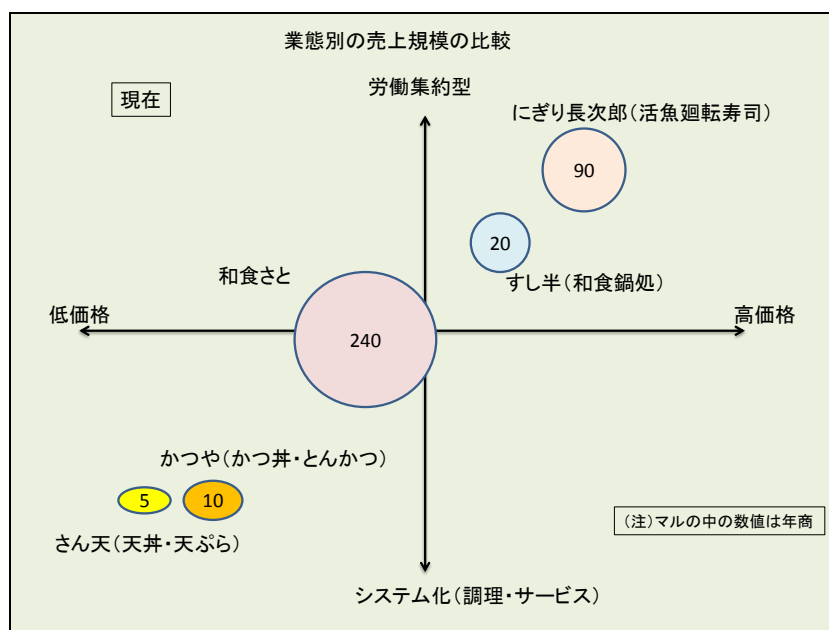 業態別の売上規模の比較
現在
労働集約型
にぎり長次郎(活魚廻転寿司)
90
20
すし半(和食鍋処)
和食さと
低価格
高価格
240
かつや(かつ丼・とんかつ)
5
10
さん天(天丼・天ぷら)
(注)マルの中の数値は年商
システム化(調理・サービス)